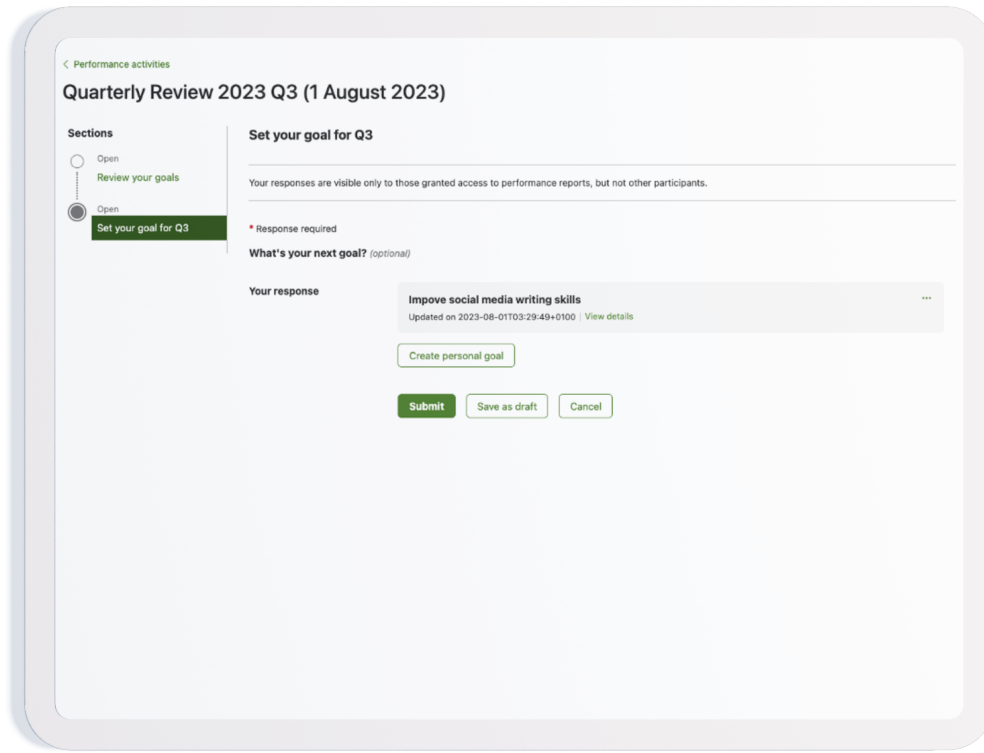 Performance activities
Quarterly Review 2023 Q3 (1 August 2023)
Sections
Open
Review your goals
Open
Set your goal for Q3
Set your goal for Q3
Your responses are visible only to those granted access to performance reports, but not other participants.
* Response required
What's your next goal? (optional)
Your response
Impove social media writing skills
Updated on 2023-08-01T03:29:49+0100 | View details
Create personal goal
Submit Save as draft Cancel